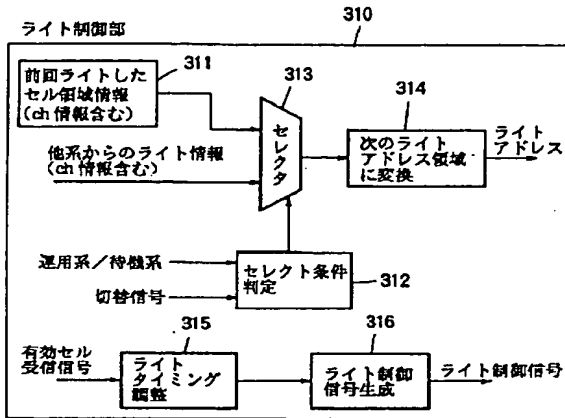 ライト制御部
310
前回ライトした
セル領域情報
(ch 情報含む)
311
313
セレクタ
314
次のライト
アドレス領域
に変換
ライト
アドレス
他系からのライト情報
(ch 情報含む)
運用系/待機系
切替信号
セレクト条件
判定
312
有効セル
受信信号
315
ライト
タイミング
調整
316
ライト制御
信号生成
ライト制御信号